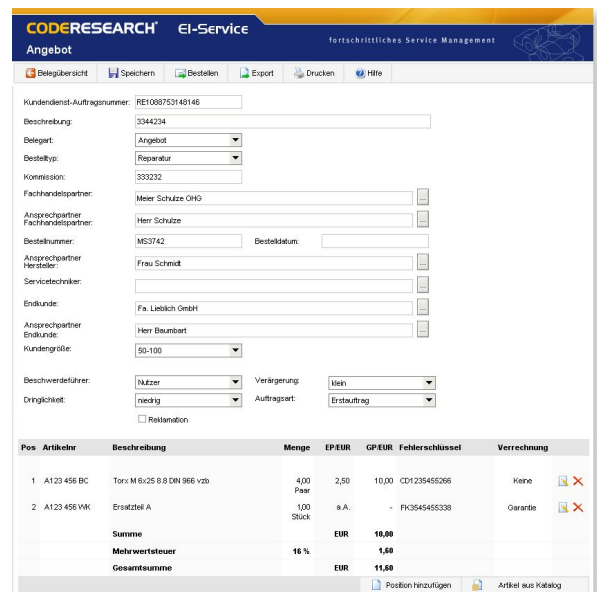 CODERESEARCH EI-Service
fortschrittliches Service Management
Angebot
Belegübersicht Speichern Bestellen Export Drucken Hilfe
Kundendienst-Auftragsnummer: RE1088753148146
Beschreibung: 3344234
Belegart: Angebot
Bestelltyp: Reparatur
Kommission: 333232
Fachhandelspartner: Meier Schulze OHG ...
Ansprechpartner
Fachhandelspartner: Herr Schulze ...
Bestellnummer: MS3742 Bestelldatum:
Ansprechpartner
Hersteller: Frau Schmidt ...
Servicetechniker: ...
Endkunde: Fa. Lieblich GmbH ...
Ansprechpartner
Endkunde: Herr Baumbart ...
Kundengröße: 50-100
Beschwerdeführer: Nutzer Verärgerung: klein
Dringlichkeit: niedrig Auftragsart: Erstauftrag
Reklamation
Pos Artikelnr Beschreibung Menge EP/EUR GP/EUR Fehlerschlüssel Verrechnung
1 A123 456 BC Torx M 6x25 8.8 DIN 966 vzb 4,00 2,50 10,00 CD1235455266 Keine
Paar
2 A123 456 WK Ersatzteil A 1,00 a.A. - FK3545455338 Garantie
Stück
Summe EUR 10,00
Mehrwertsteuer 16 % 1,60
Gesamtsumme EUR 11,60
Position hinzufügen Artikel aus Katalog